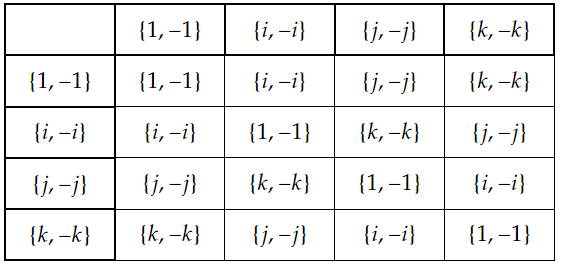 {1, −1} {i, −i} {j, −j} {k, −k}
{1, −1} {1, −1} {i, −i} {j, −j} {k, −k}
{i, −i} {i, −i} {1, −1} {k, −k} {j, −j}
{j, −j} {j, −j} {k, −k} {1, −1} {i, −i}
{k, −k} {k, −k} {j, −j} {i, −i} {1, −1}